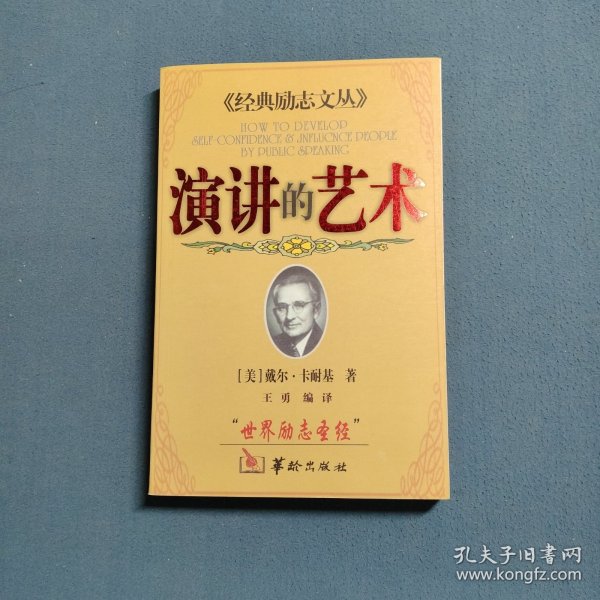 《经典励志文丛》
HOW TO DEVELOP
SELF-CONFIDENCE & INFLUENCE PEOPLE
BY PUBLIC SPEAKING
演讲的艺术
[美]戴尔·卡耐基 著
王勇 编译
“世界励志圣经”
华龄出版社
孔夫子旧书网
www.kongfz.com